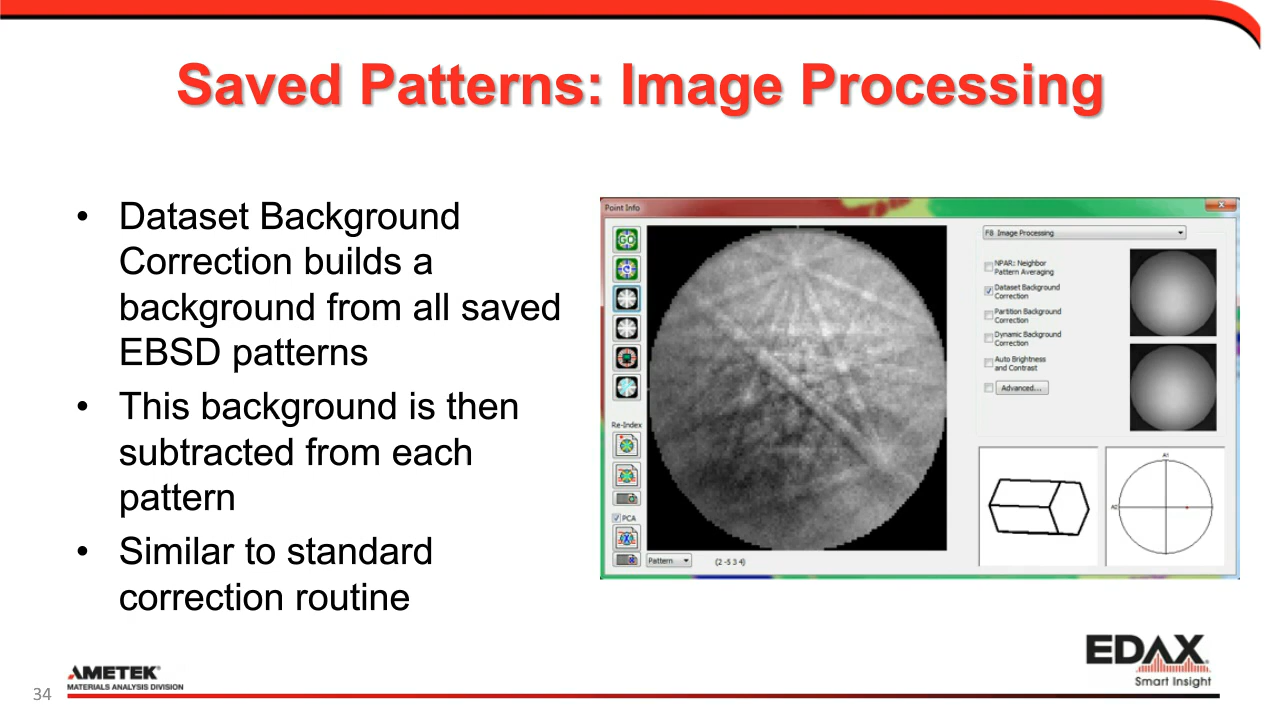 Saved Patterns: Image Processing
• Dataset Background
Correction builds a
background from all saved
EBSD patterns
• This background is then
subtracted from each
pattern
• Similar to standard
correction routine
Point Info
x
GO
F8 Image Processing
NPAR: Neighbor
Pattern Averaging
Dataset Background
Correction
Partition Background
Correction
Dynamic Background
Correction
Auto Brightness
and Contrast
Advanced...
Re-Index
PCA
Pattern
(2 -5 3 4)
A1
A2
34
AMETEK®
MATERIALS ANALYSIS DIVISION
EDAX
Smart Insight